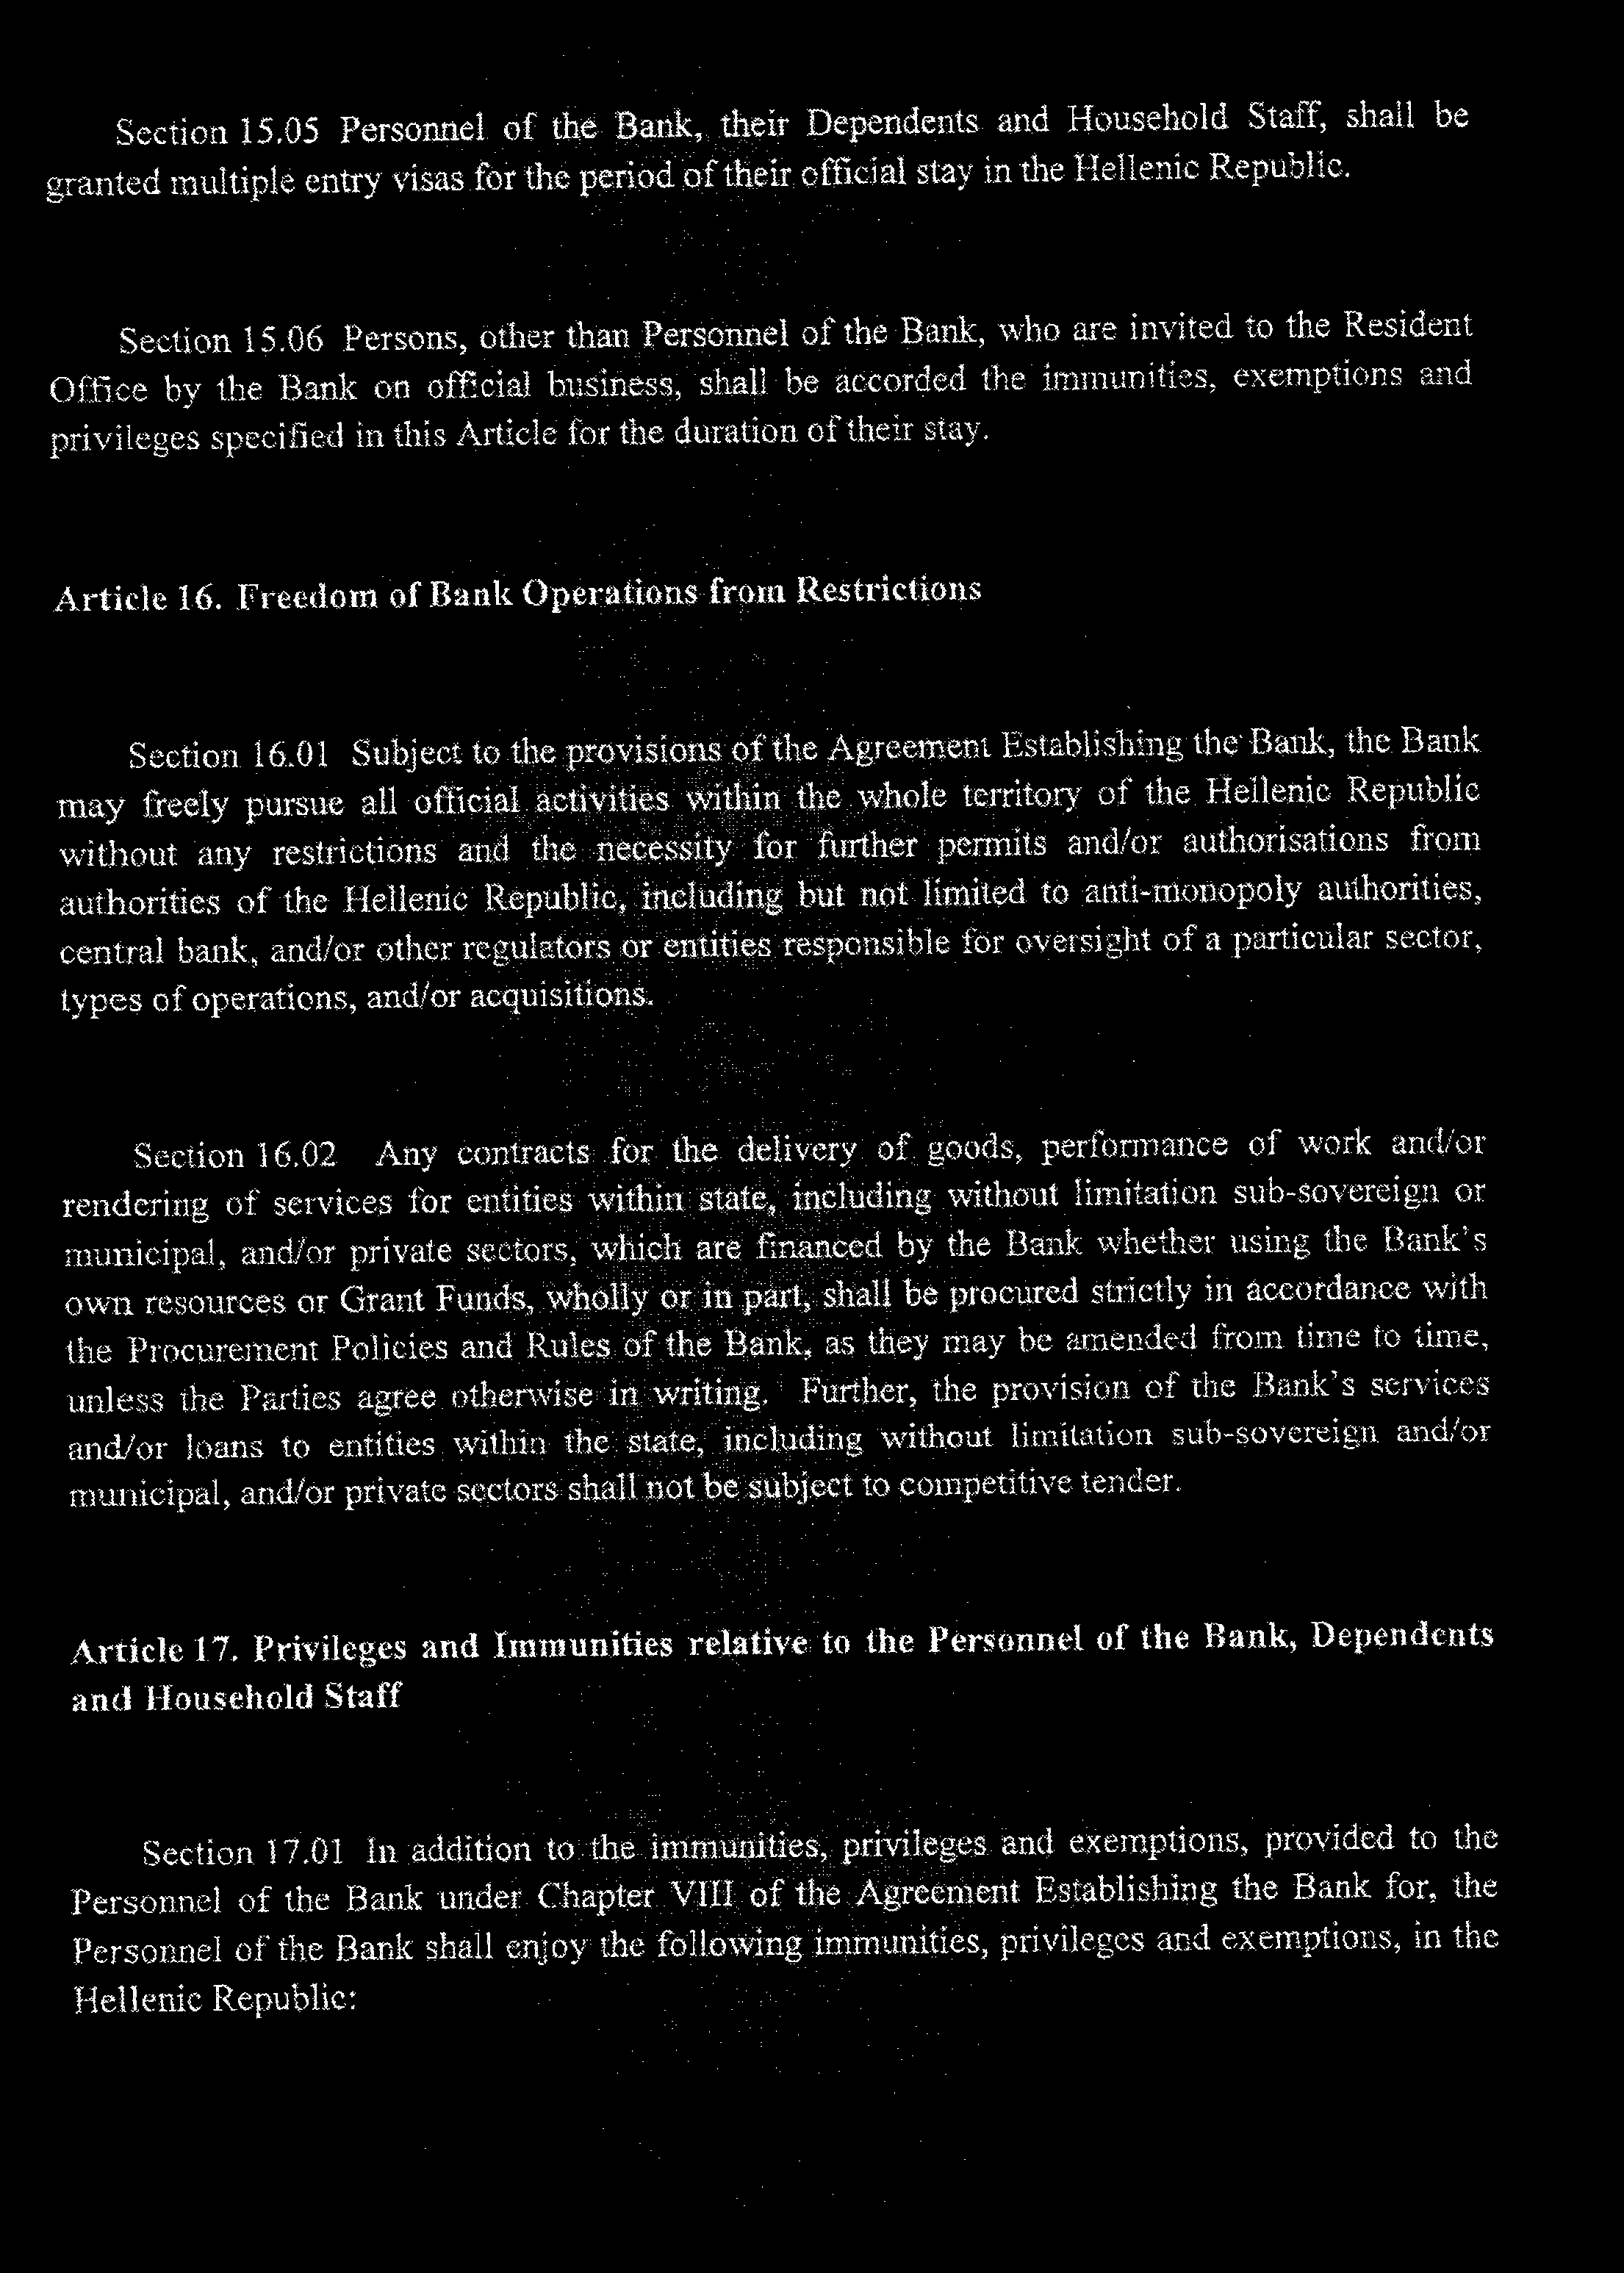 Section 15.05 Personnel of the Bank, their Dependents and Household Staff, shall be
granted multiple entry visas for the period of their official stay in the Hellenic Republic.
Section 15.06 Persons, other than Personnel of the Bank, who are invited to the Resident
Office by the Bank on official business, shall be accorded the immunities, exemptions and
privileges specified in this Article for the duration of their stay.
Article 16. Freedom of Bank Operations from Restrictions
Section 16.01 Subject to the provisions of the Agreement Establishing the Bank, the Bank
may freely pursue all official activities within the whole territory of the Hellenic Republic
without any restrictions and the necessity for further permits and/or authorisations from
authorities of the Hellenic Republic, including but not limited to anti-monopoly authorities,
central bank, and/or other regulators or entities responsible for oversight of a particular sector,
types of operations, and/or acquisitions.
Section 16.02 Any contracts for the delivery of goods, performance of work and/or
rendering of services for entities within state, including without limitation sub-sovereign or
municipal, and/or private sectors, which are financed by the Bank whether using the Bank's
own resources or Grant Funds, wholly or in part, shall be procured strictly in accordance with
the Procurement Policies and Rules of the Bank, as they may be amended from time to time,
unless the Parties agree otherwise in writing. Further, the provision of the Bank's services
and/or loans to entities within the state, including without limitation sub-sovereign and/or
municipal, and/or private sectors shall not be subject to competitive tender.
Article 17. Privileges and Immunities relative to the Personnel of the Bank, Dependents
and Household Staff
Section 17.01 In addition to the immunities, privileges and exemptions, provided to the
Personnel of the Bank under Chapter VIII of the Agreement Establishing the Bank for, the
Personnel of the Bank shall enjoy the following immunities, privileges and exemptions, in the
Hellenic Republic: